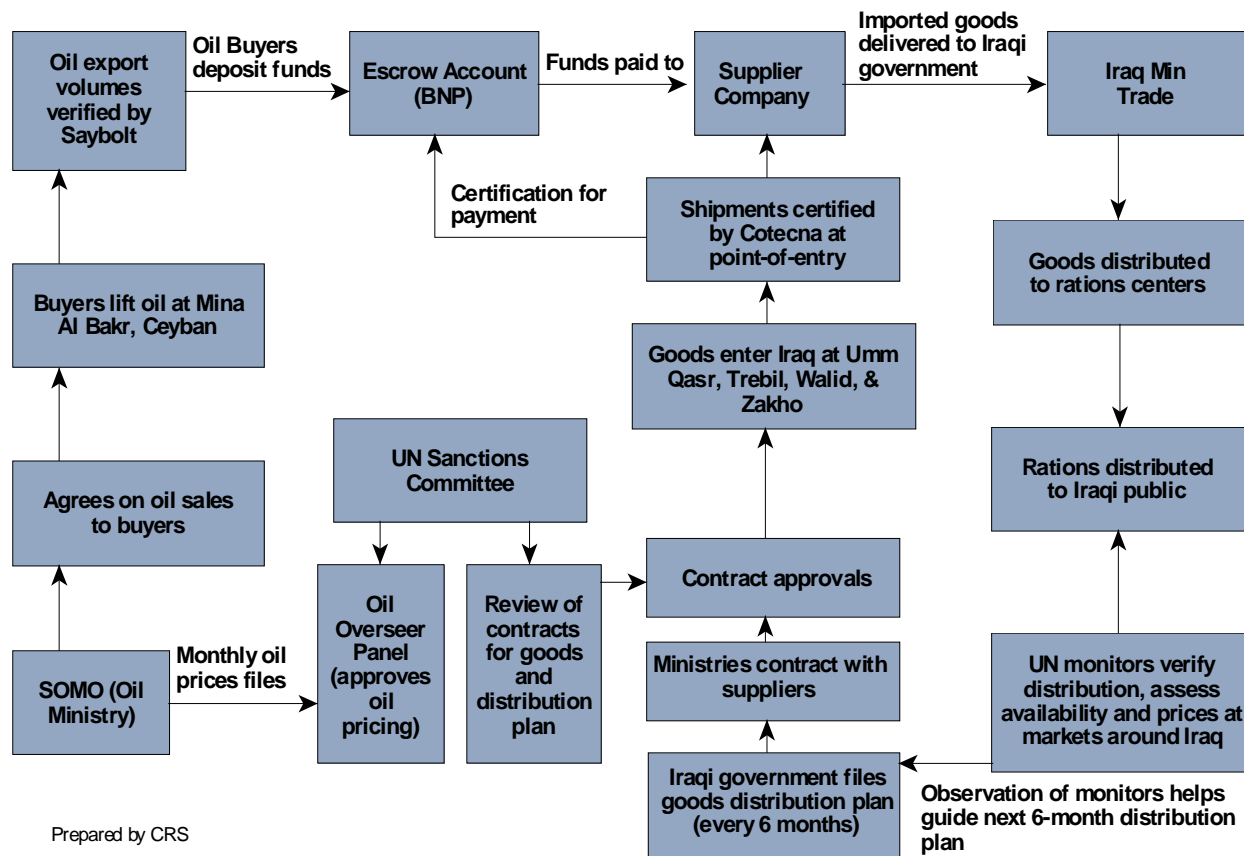 Oil export
volumes
verified by
Saybolt
Oil Buyers
deposit funds
Escrow Account
(BNP)
Funds paid to
Supplier
Company
Imported goods
delivered to Iraqi
government
Iraq Min
Trade
Certification for
payment
Shipments certified
by Cotecna at
point-of-entry
Goods distributed
to rations centers
Buyers lift oil at Mina
Al Bakr, Ceyban
Goods enter Iraq at Umm
Qasr, Trebil, Walid, &
Zakho
UN Sanctions
Committee
Rations distributed
to Iraqi public
Agrees on oil sales
to buyers
Contract approvals
Oil
Overseer
Panel
(approves
oil
pricing)
Review of
contracts
for goods
and
distribution
plan
Monthly oil
prices files
SOMO (Oil
Ministry)
Ministries contract with
suppliers
UN monitors verify
distribution, assess
availability and prices at
markets around Iraq
Iraqi government files
goods distribution plan
(every 6 months)
Observation of monitors helps
guide next 6-month distribution
plan
Prepared by CRS